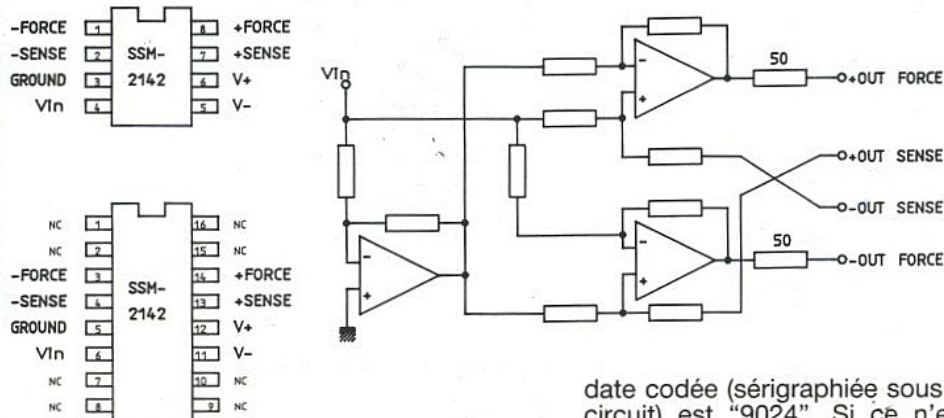 -FORCE 1 8 +FORCE
-SENSE 2 SSM- 7 +SENSE
GROUND 3 2142 6 V+
VIn 4 5 V-
NC 1 16 NC
NC 2 15 NC
-FORCE 3 14 +FORCE
-SENSE 4 SSM- 13 +SENSE
GROUND 5 2142 12 V+
VIn 6 11 V-
NC 7 10 NC
NC 8 9 NC
VIn
-
+
50
+OUT FORCE
+OUT SENSE
-OUT SENSE
-
+
50
-OUT FORCE
-
+
date codée (sérigraphiée sous
circuit) est "9024". Si ce n'e